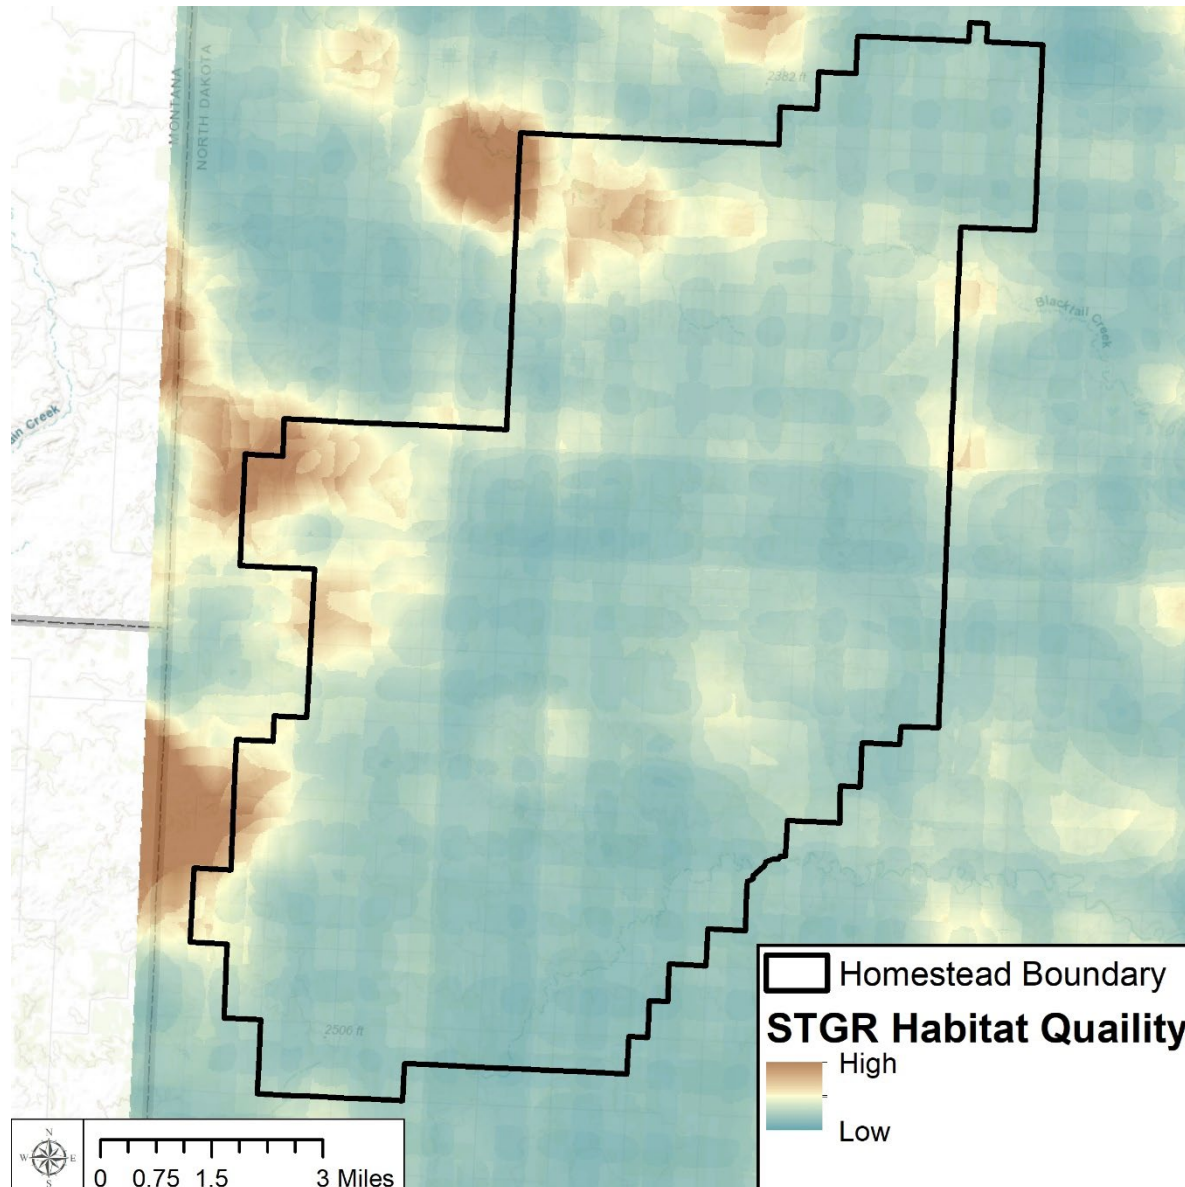 2382 ft
MONTANA
NORTH DAKOTA
Blacktail Creek
ain Creek
2506 ft
Homestead Boundary
STGR Habitat Quaility
High
Low
N
W E
S
0 0.75 1.5 3 Miles